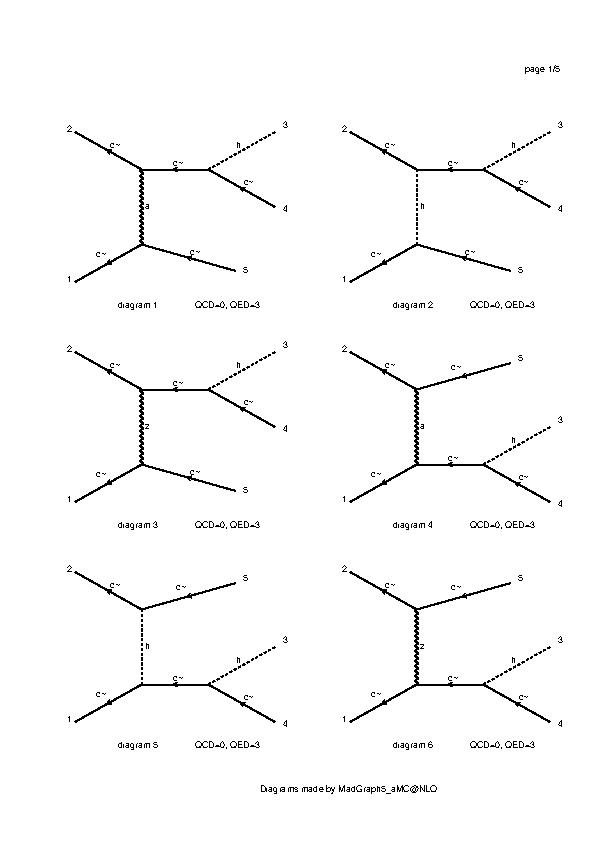 page 1/5
2 c~ h 3
c~
c~
a
4
c~ c~
1 5
diagram 1 QCD=0, QED=3
2 c~ h 3
c~
c~
h
4
c~ c~
1 5
diagram 2 QCD=0, QED=3
2 c~ h 3
c~
c~
z
4
c~ c~
1 5
diagram 3 QCD=0, QED=3
2 c~ c~ 5
a
3
h
c~ c~
c~
1 4
diagram 4 QCD=0, QED=3
2 c~ c~ 5
h
3
h
c~ c~
c~
1 4
diagram 5 QCD=0, QED=3
2 c~ c~ 5
z
3
h
c~ c~
c~
1 4
diagram 6 QCD=0, QED=3
Diagrams made by MadGraph5_aMC@NLO